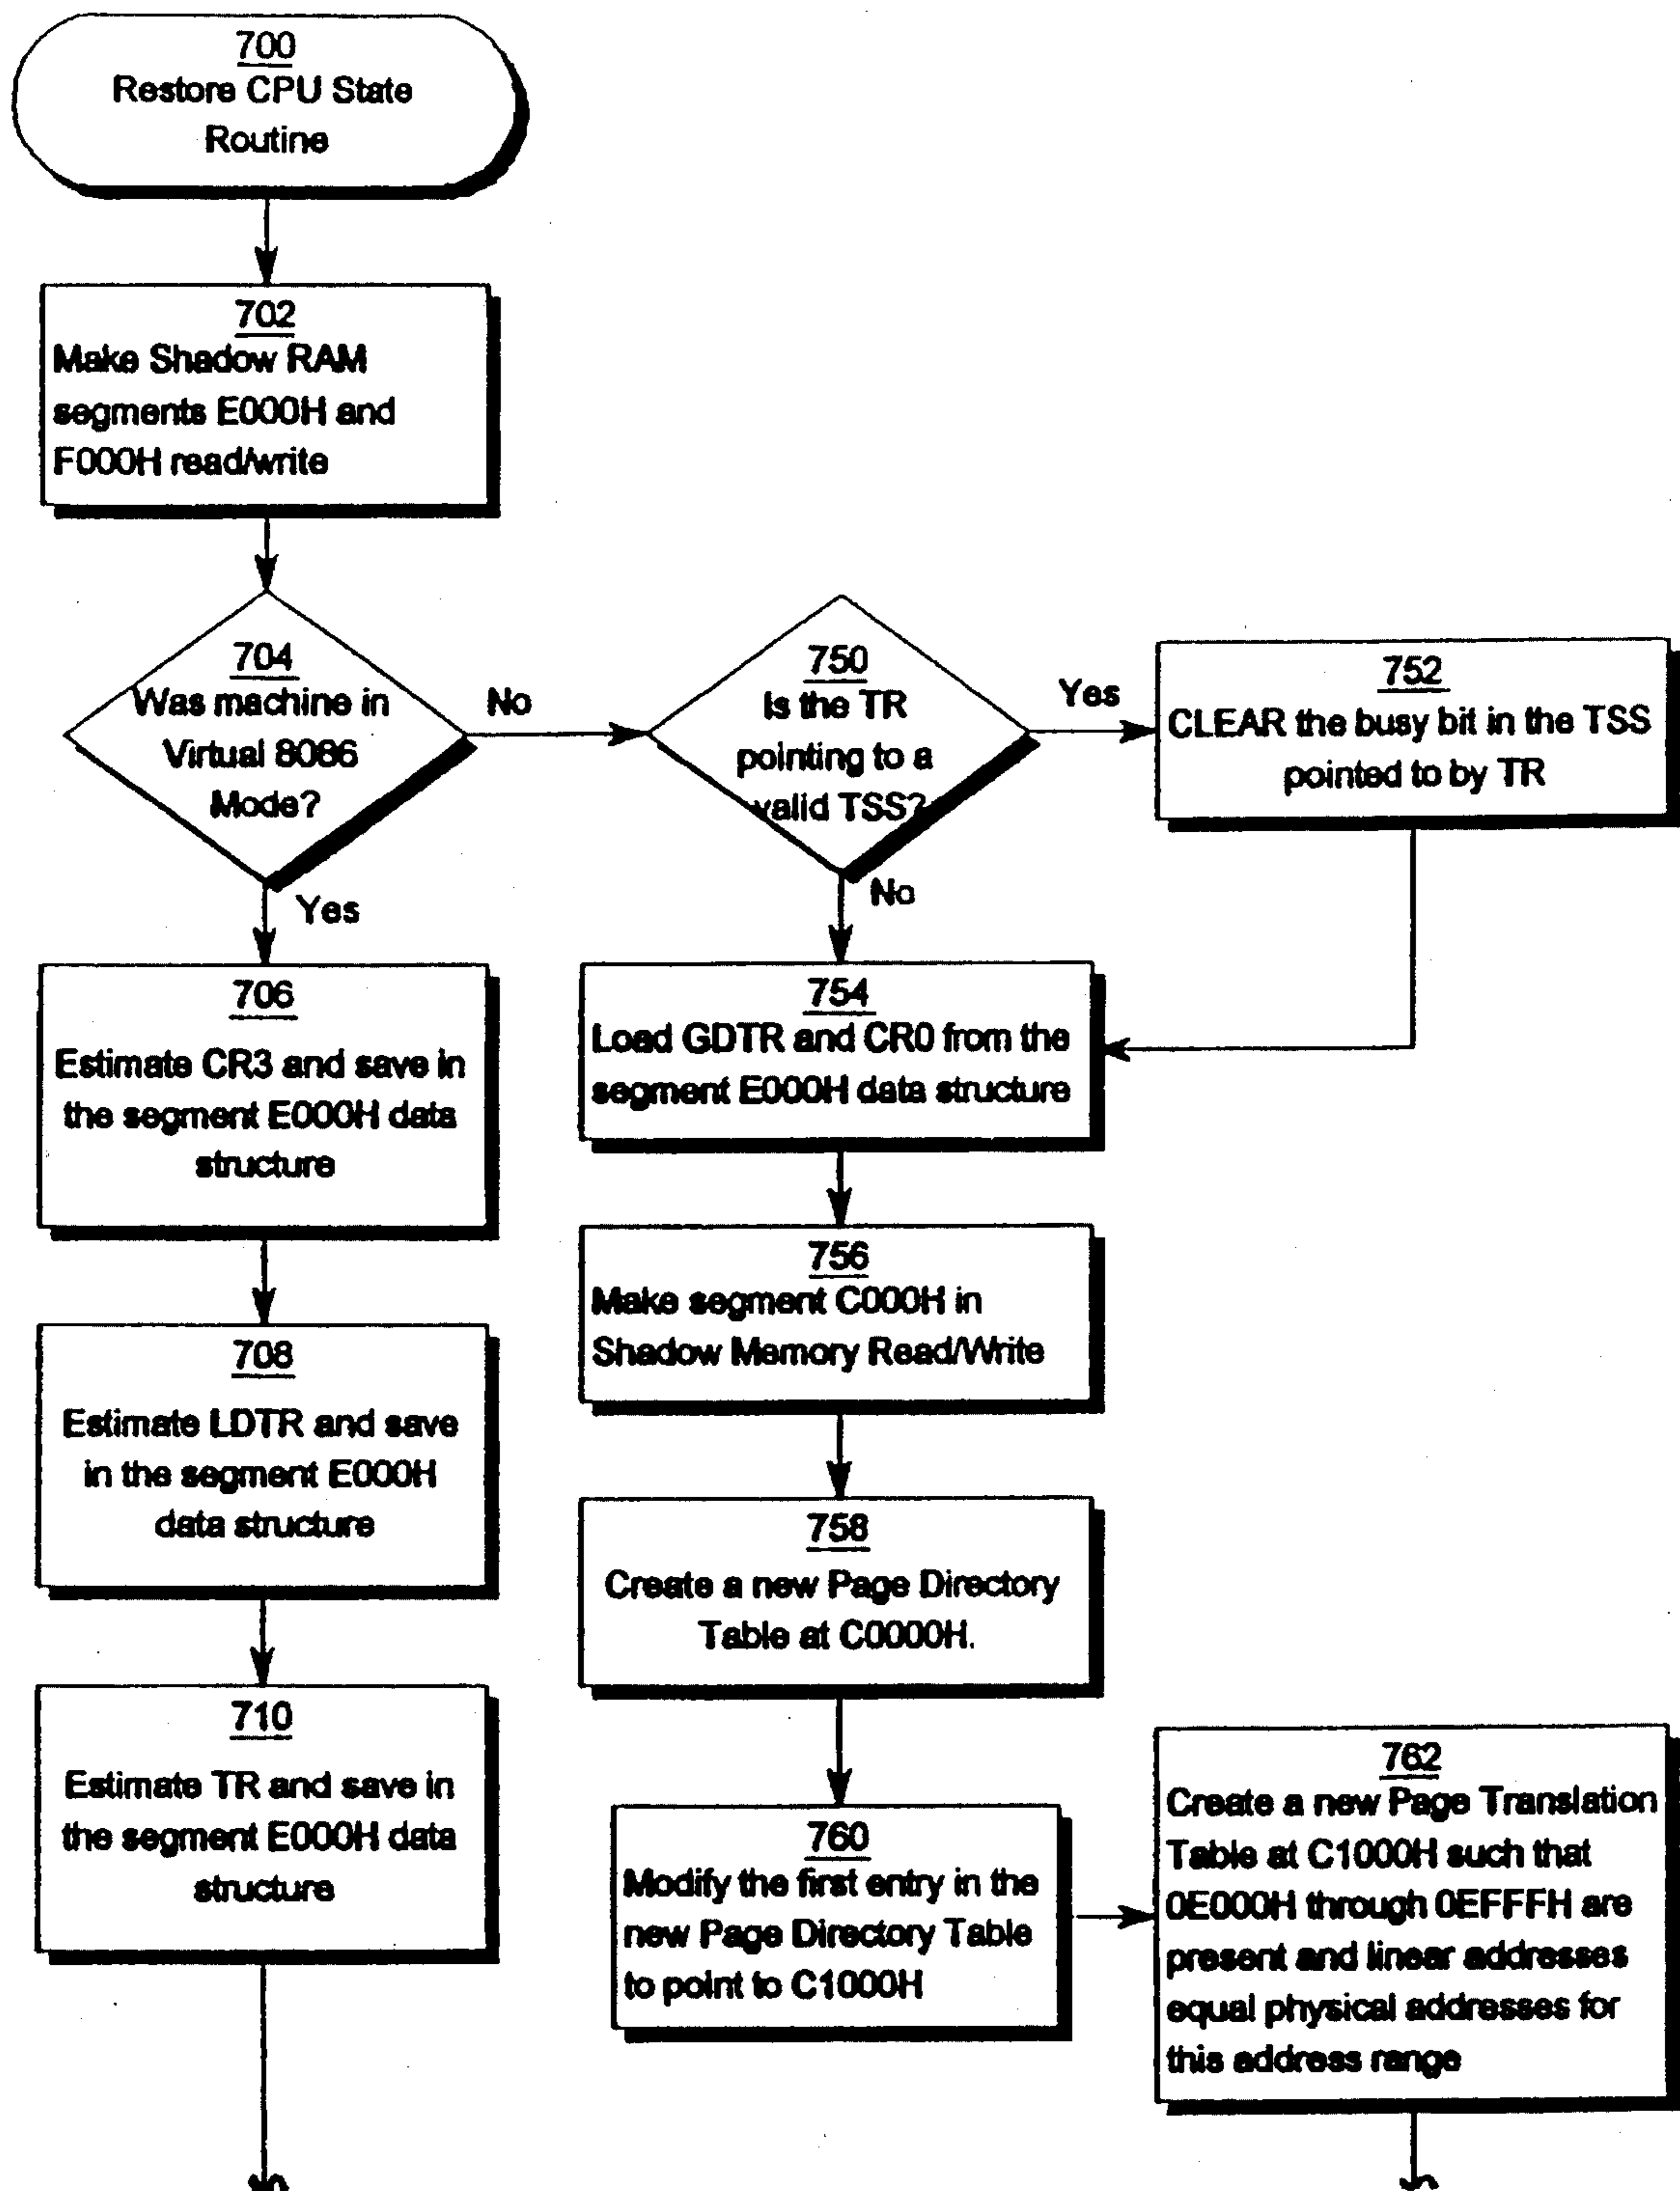 700
Restore CPU State
Routine
702
Make Shadow RAM
segments E000H and
F000H read/write
704
Was machine in
Virtual 8086
Mode?
No
Yes
706
Estimate CR3 and save in
the segment E000H data
structure
708
Estimate LDTR and save
in the segment E000H
data structure
710
Estimate TR and save in
the segment E000H data
structure
750
Is the TR
pointing to a
valid TSS?
Yes
No
752
CLEAR the busy bit in the TSS
pointed to by TR
754
Load GDTR and CR0 from the
segment E000H data structure
756
Make segment C000H in
Shadow Memory Read/Write
758
Create a new Page Directory
Table at C0000H.
760
Modify the first entry in the
new Page Directory Table
to point to C1000H
762
Create a new Page Translation
Table at C1000H such that
0E000H through 0EFFFH are
present and linear addresses
equal physical addresses for
this address range